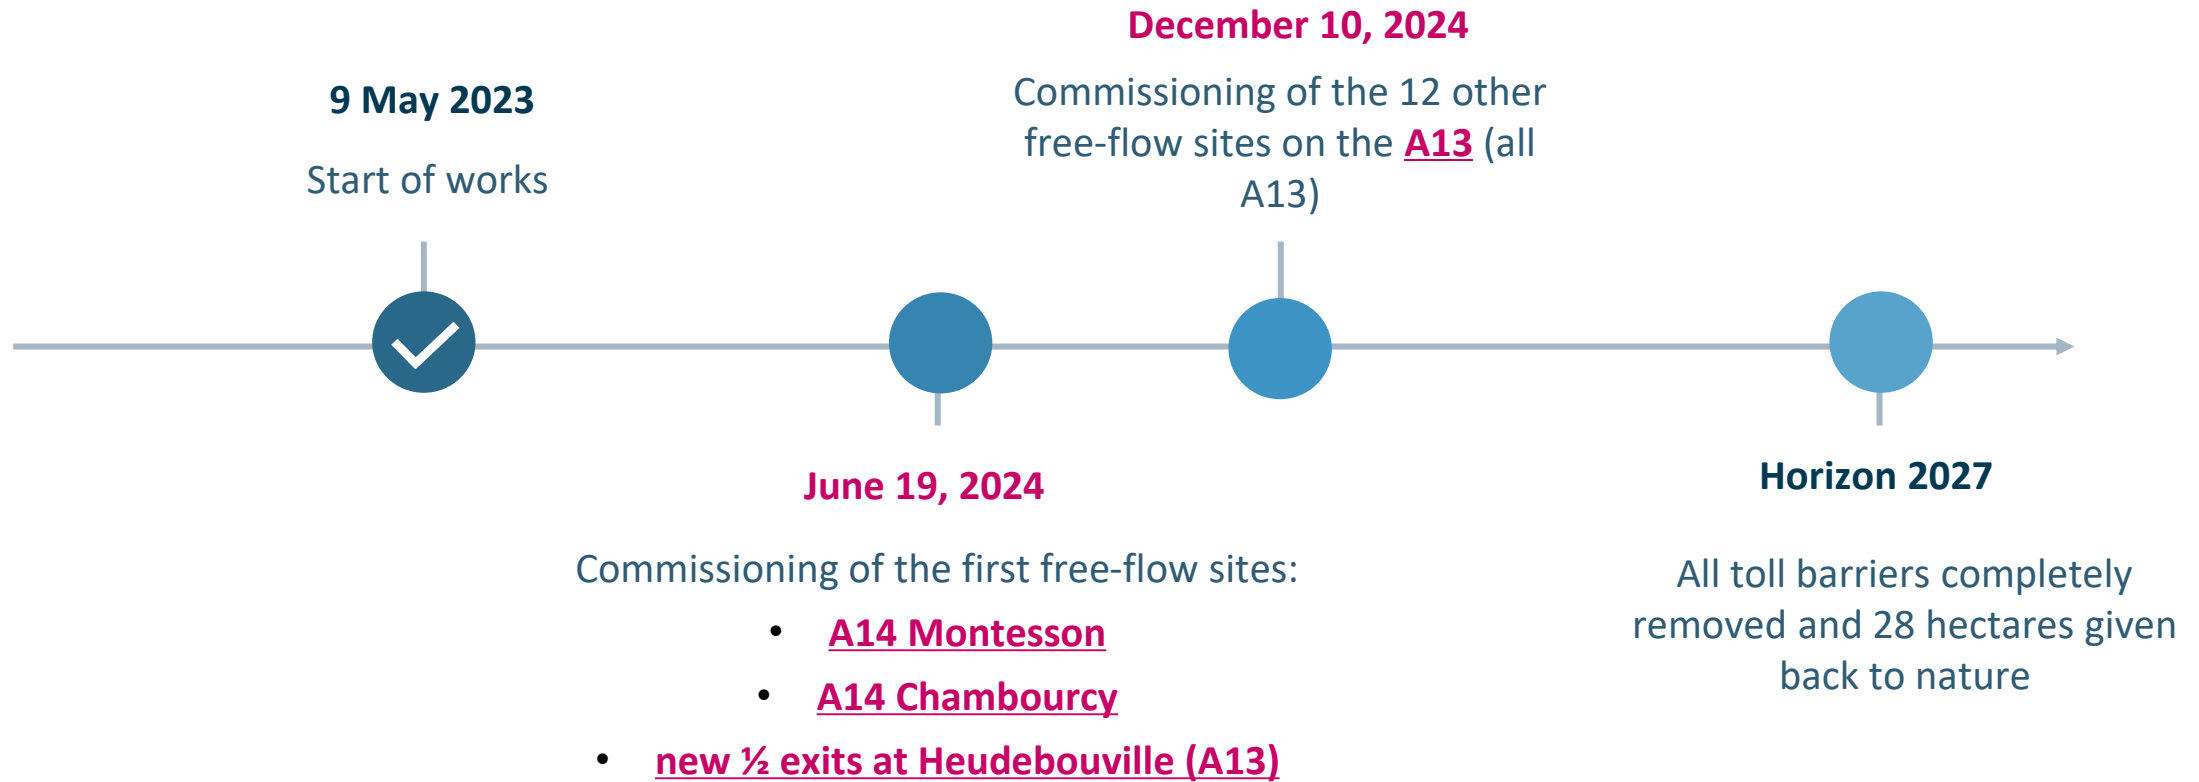 9 May 2023
Start of works
June 19, 2024
Commissioning of the first free-flow sites:
• A14 Montesson
• A14 Chambourcy
• new ½ exits at Heudebouville (A13)
December 10, 2024
Commissioning of the 12 other
free-flow sites on the A13 (all
A13)
Horizon 2027
All toll barriers completely
removed and 28 hectares given
back to nature